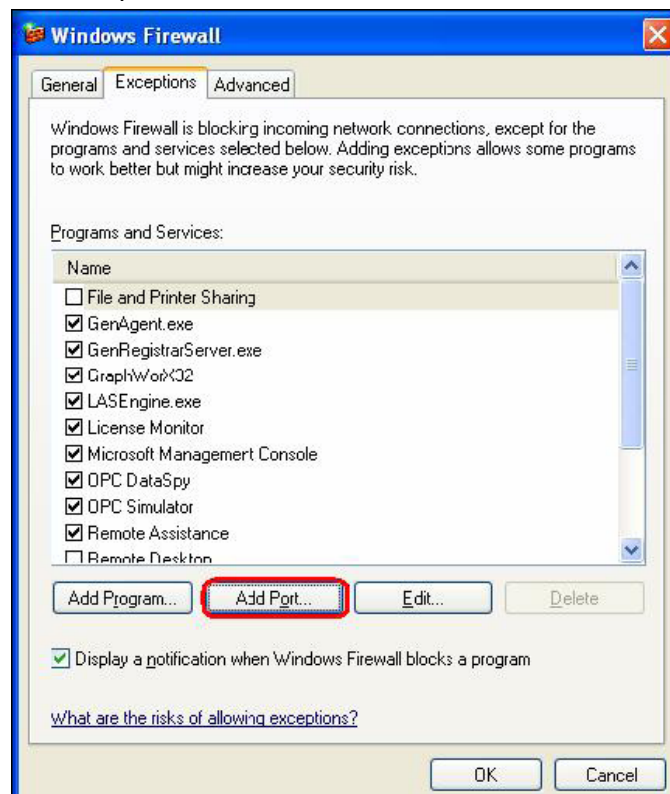 Windows Firewall
General Exceptions Advanced
Windows Firewall is blocking incoming network connections, except for the
programs and services selected below. Adding exceptions allows some programs
to work better but might increase your security risk.
Programs and Services:
Name
File and Printer Sharing
GenAgent.exe
GenRegistrarServer.exe
GraphWorX32
LASEngine.exe
License Monitor
Microsoft Management Console
OPC DataSpy
OPC Simulator
Remote Assistance
Remote Desktop
Add Program... Add Port... Edit... Delete
Display a notification when Windows Firewall blocks a program
What are the risks of allowing exceptions?
OK Cancel